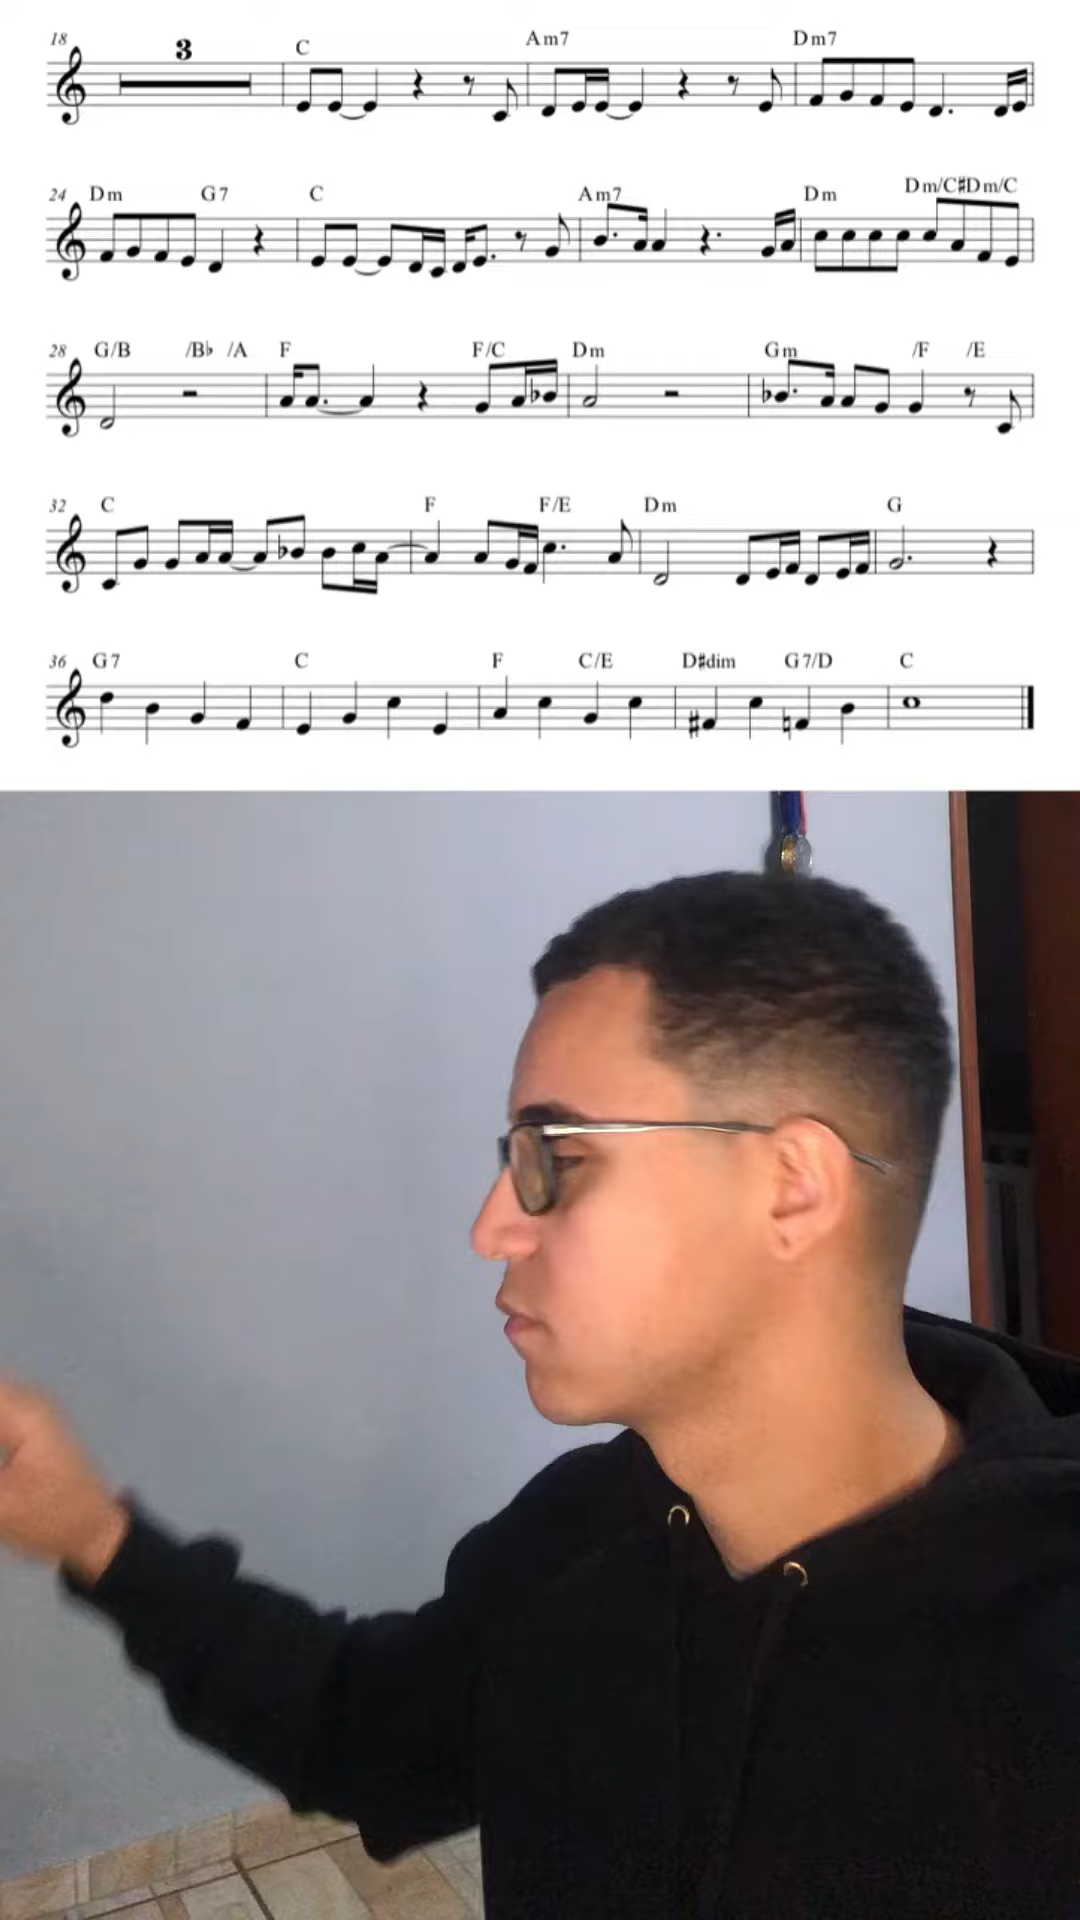 3
18 C Am7 Dm7
24 Dm G7 C Am7 Dm Dm/C♯ Dm/C
28 G/B /B♭ /A F F/C Dm Gm /F /E
32 C F F/E Dm G
36 G7 C F C/E D♯dim G7/D C